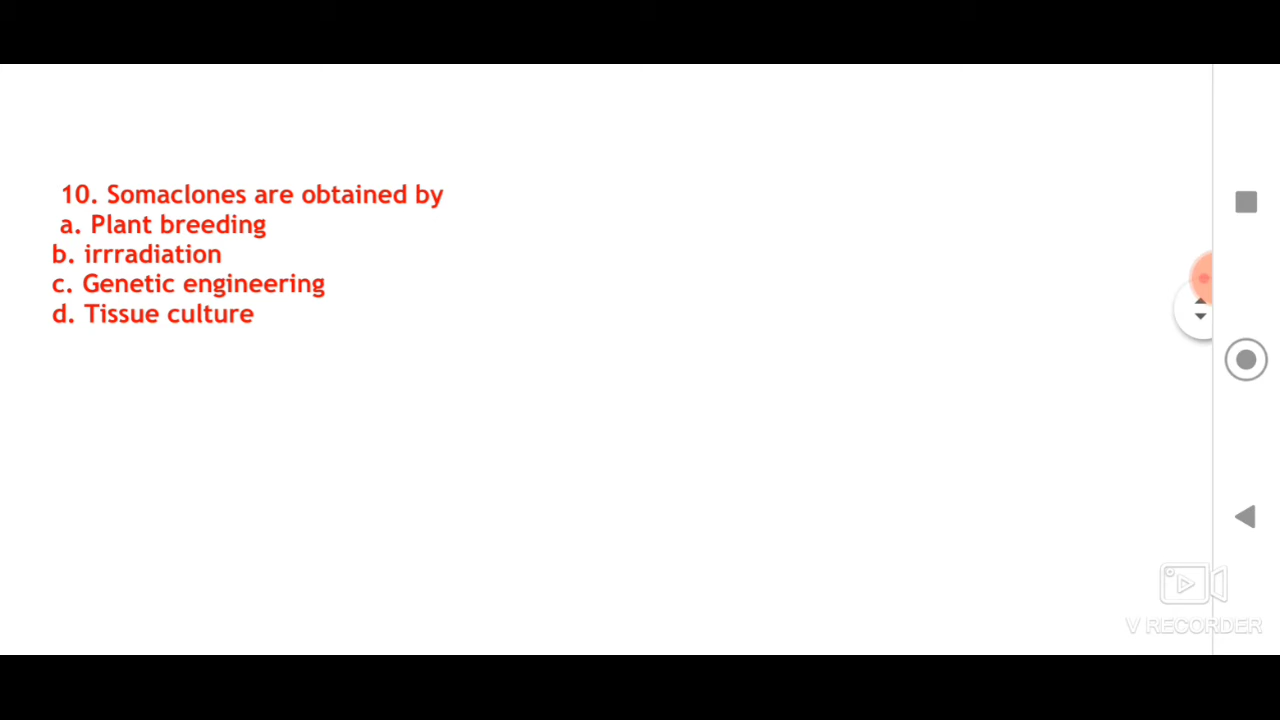 10. Somaclones are obtained by
a. Plant breeding
b. irrradiation
c. Genetic engineering
d. Tissue culture
V RECORDER